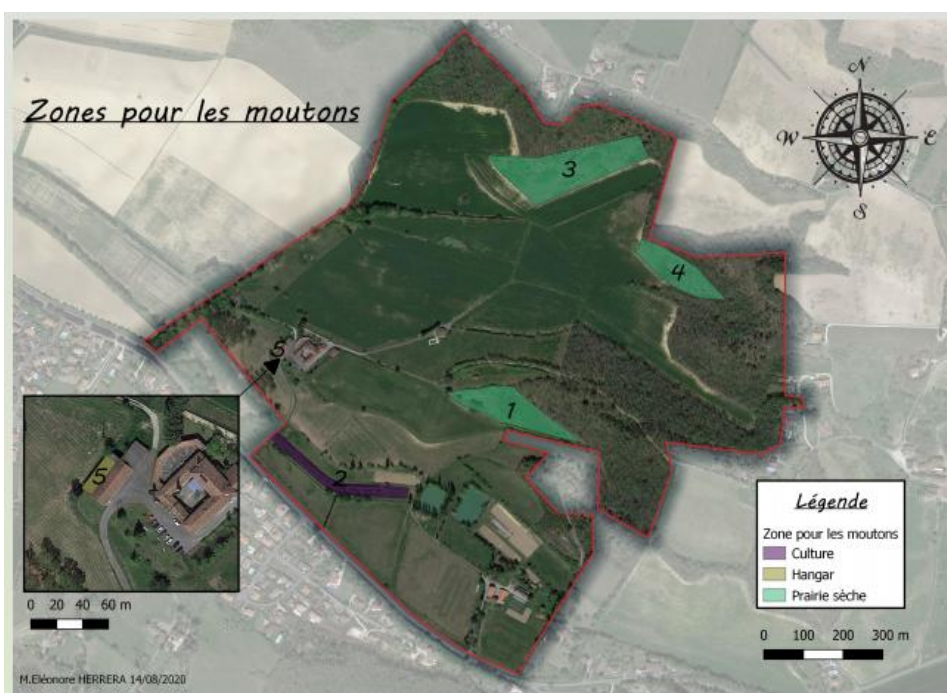 Zones pour les moutons
N
W
E
S
3
4
5
1
2
5
Légende
Zone pour les moutons
Culture
Hangar
Prairie sèche
0 20 40 60 m
0 100 200 300 m
M.Eléonore HERRERA 14/08/2020